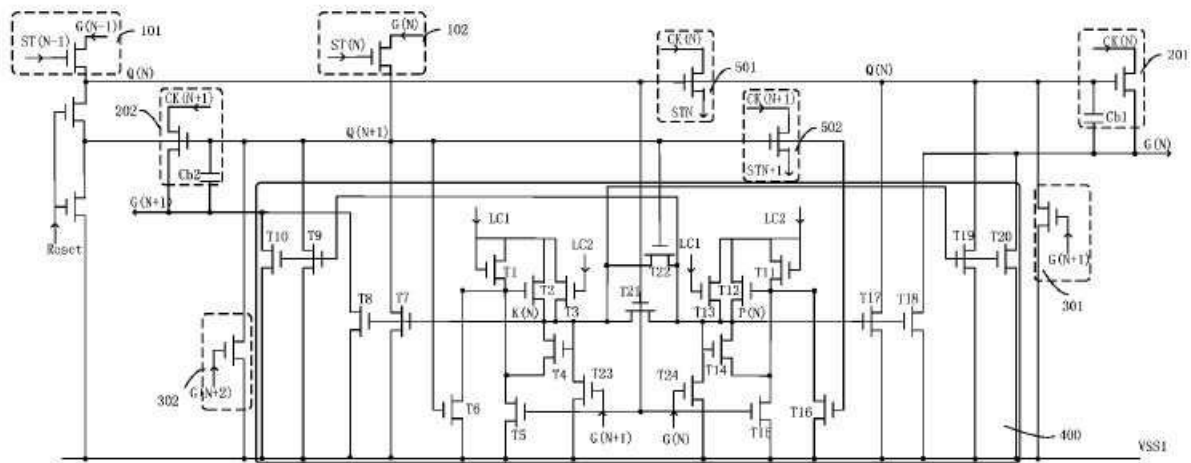 G(N-1)
101
ST(N-1)
G(N)
102
ST(N)
CK(N)
501
STN
CK(N)
201
Q(N)
Q(N)
Cb1
G(N)
202
CK(N+1)
Q(N+1)
CK(N+1)
502
STN+1
Cb2
G(N+1)
Reset
LC1
LC2
LC2
LC1
T10
T9
T1
T2
T3
T22
T21
T11
T12
T13
T19
T20
G(N+1)
301
T8
T7
K(N)
P(N)
T17
T18
T4
T23
T24
T14
302
G(N+2)
T6
T5
G(N+1)
G(N)
T15
T16
400
VSS1